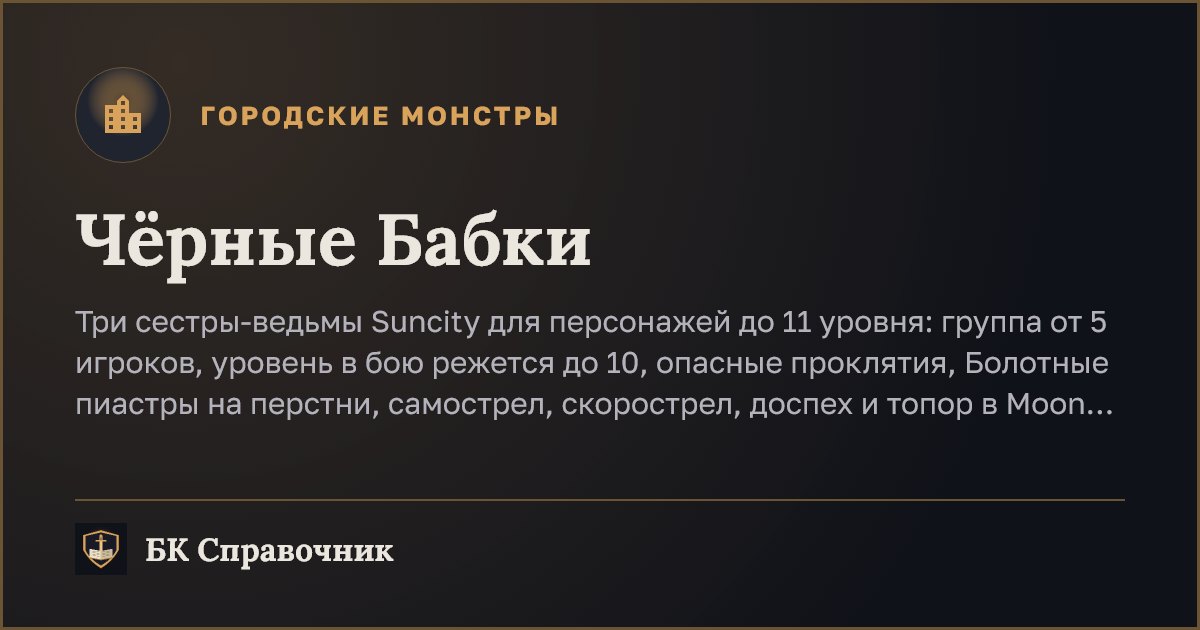 ГОРОДСКИЕ МОНСТРЫ
Чёрные Бабки
Три сестры-ведьмы Suncity для персонажей до 11 уровня: группа от 5
игроков, уровень в бою режется до 10, опасные проклятия, Болотные
пиастры на перстни, самострел, скорострел, доспех и топор в Moon...
БК Справочник